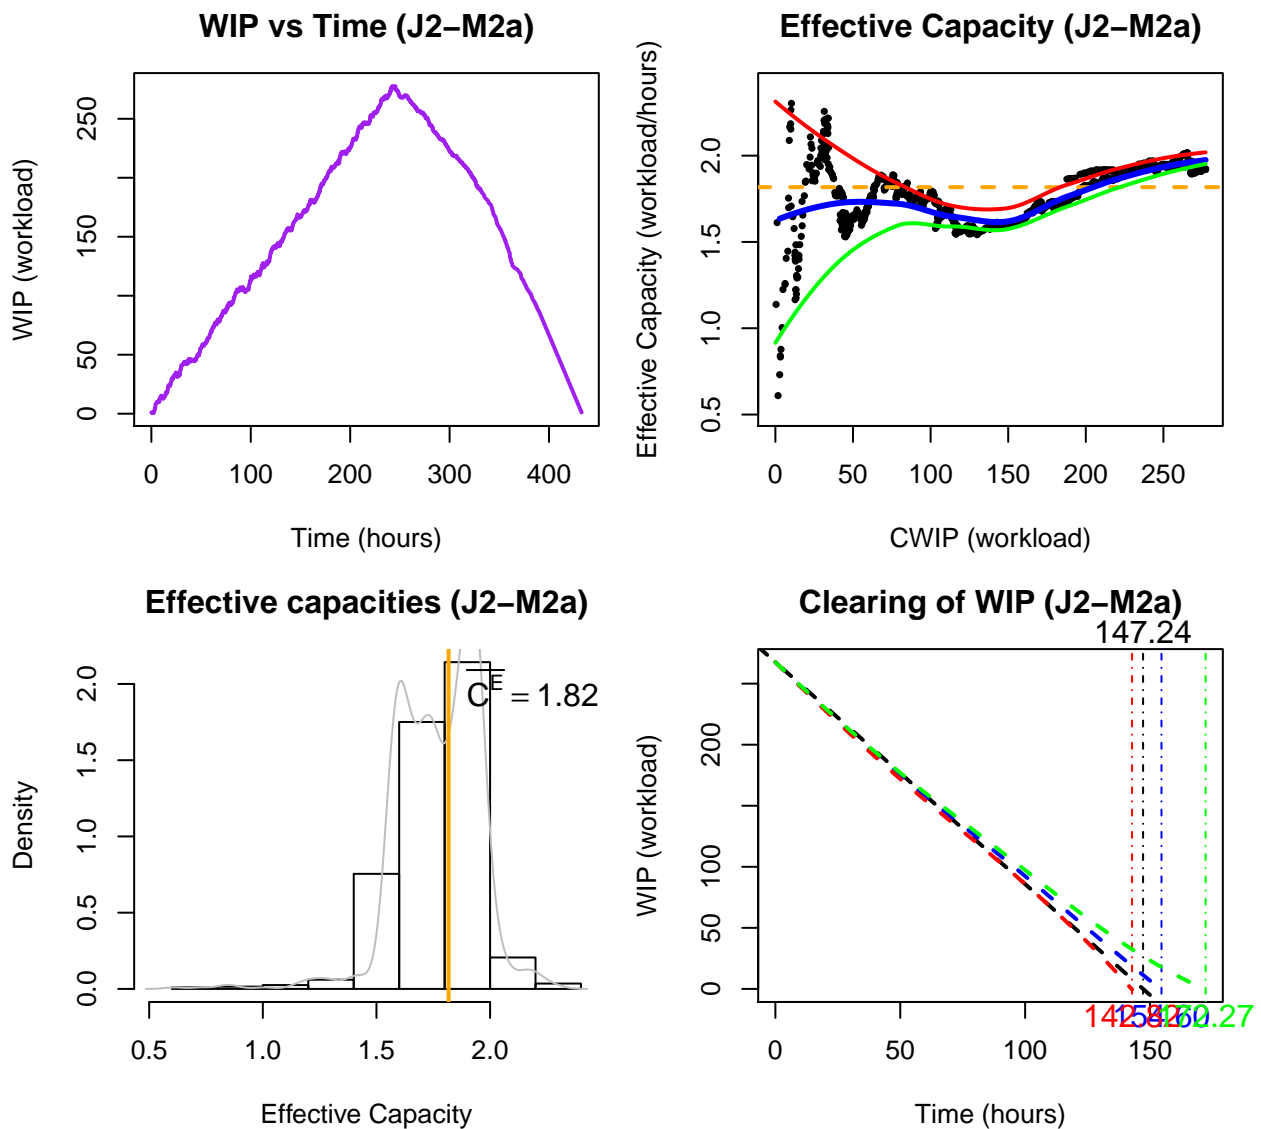 WIP vs Time (J2−M2a)
WIP (workload)
250
150
50
0
0 100 200 300 400
Time (hours)
Effective Capacity (J2−M2a)
Effective Capacity (workload/hours)
2.0
1.5
1.0
0.5
0 50 100 150 200 250
CWIP (workload)
Effective capacities (J2−M2a)
Density
2.0
1.5
1.0
0.5
0.0
C^E = 1.82
0.5 1.0 1.5 2.0
Effective Capacity
Clearing of WIP (J2−M2a)
147.24
WIP (workload)
200
100
50
0
0 50 100 150
172.27
Time (hours)